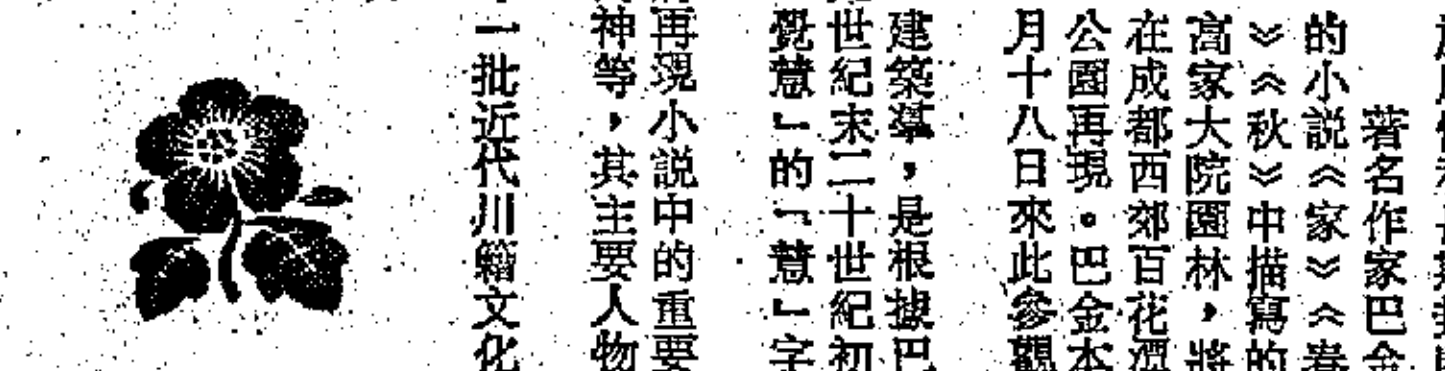 著名作家巴金
的小説《家》《春
》《秋》中描寫的
高家大院園林，將
在成都西郊百花潭
公園再現。巴金本
月十八日來此參觀
建築羣，是根據巴
世紀末二十世紀初
覺慧」的「慧」字
再現小説中的重要
神等，其主要人物
一批近代川籍文化